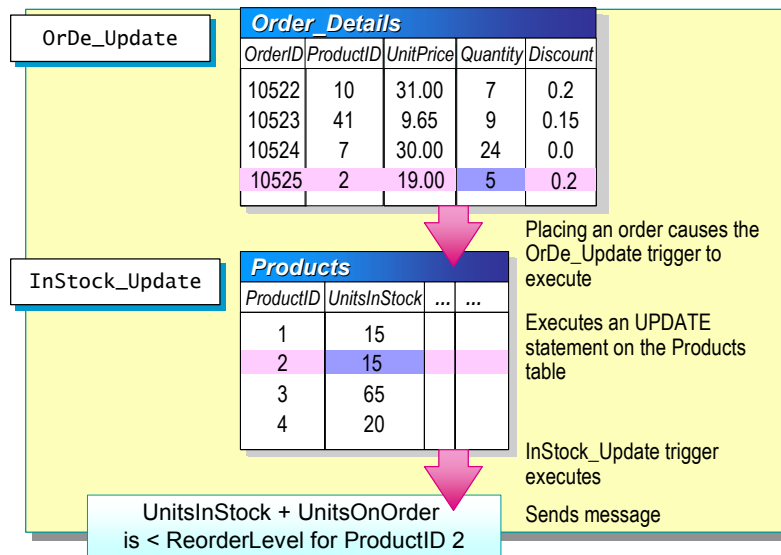 OrDe_Update
Order_Details
OrderID ProductID UnitPrice Quantity Discount
10522 10 31.00 7 0.2
10523 41 9.65 9 0.15
10524 7 30.00 24 0.0
10525 2 19.00 5 0.2
Placing an order causes the
OrDe_Update trigger to
execute
InStock_Update
Products
ProductID UnitsInStock ... ...
1 15
2 15
3 65
4 20
Executes an UPDATE
statement on the Products
table
InStock_Update trigger
executes
Sends message
UnitsInStock + UnitsOnOrder
is < ReorderLevel for ProductID 2